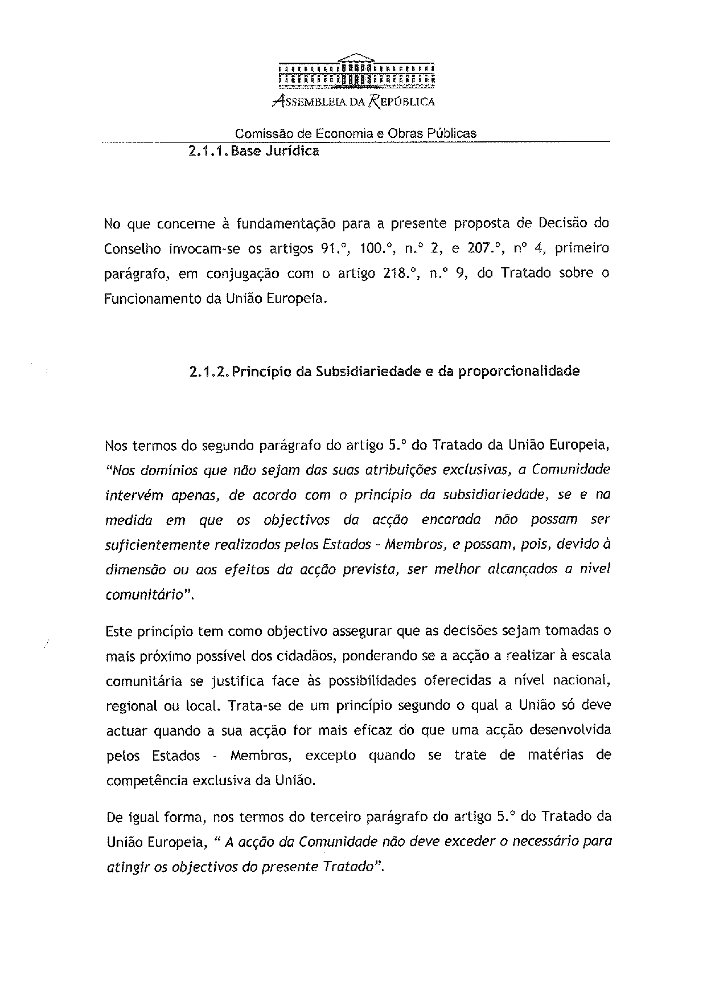 ASSEMBLEIA DA REPÚBLICA
Comissão de Economia e Obras Públicas
2.1.1. Base Jurídica
No que concerne à fundamentação para a presente proposta de Decisão do
Conselho invocam-se os artigos 91.º, 100.º, n.º 2, e 207.º, nº 4, primeiro
parágrafo, em conjugação com o artigo 218.º, n.º 9, do Tratado sobre o
Funcionamento da União Europeia.
2.1.2. Princípio da Subsidiariedade e da proporcionalidade
Nos termos do segundo parágrafo do artigo 5.º do Tratado da União Europeia,
“Nos domínios que não sejam das suas atribuições exclusivas, a Comunidade
intervém apenas, de acordo com o princípio da subsidiariedade, se e na
medida em que os objectivos da acção encarada não possam ser
suficientemente realizados pelos Estados - Membros, e possam, pois, devido à
dimensão ou aos efeitos da acção prevista, ser melhor alcançados a nível
comunitário”.
Este princípio tem como objectivo assegurar que as decisões sejam tomadas o
mais próximo possível dos cidadãos, ponderando se a acção a realizar à escala
comunitária se justifica face às possibilidades oferecidas a nível nacional,
regional ou local. Trata-se de um princípio segundo o qual a União só deve
actuar quando a sua acção for mais eficaz do que uma acção desenvolvida
pelos Estados - Membros, excepto quando se trate de matérias de
competência exclusiva da União.
De igual forma, nos termos do terceiro parágrafo do artigo 5.º do Tratado da
União Europeia, “ A acção da Comunidade não deve exceder o necessário para
atingir os objectivos do presente Tratado”.